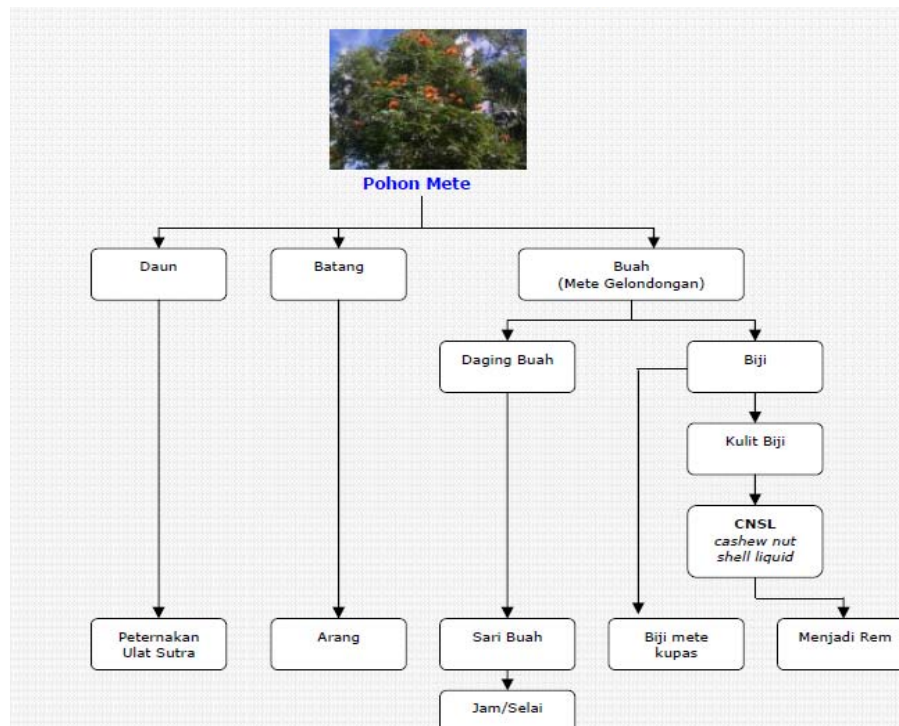 Pohon Mete
Daun
Batang
Buah
(Mete Gelondongan)
Daging Buah
Biji
Kulit Biji
CNSL
cashew nut
shell liquid
Peternakan
Ulat Sutra
Arang
Sari Buah
Biji mete
kupas
Menjadi Rem
Jam/Selai